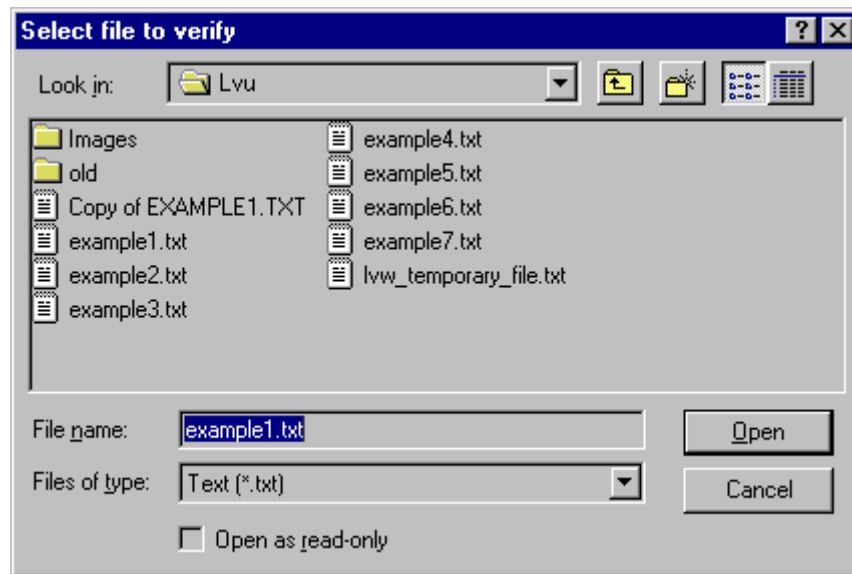 Select file to verify
Look in: Lvu
Images
old
Copy of EXAMPLE1.TXT
example1.txt
example2.txt
example3.txt
example4.txt
example5.txt
example6.txt
example7.txt
lvw_temporary_file.txt
File name: example1.txt
Open
Files of type: Text (*.txt)
Cancel
Open as read-only